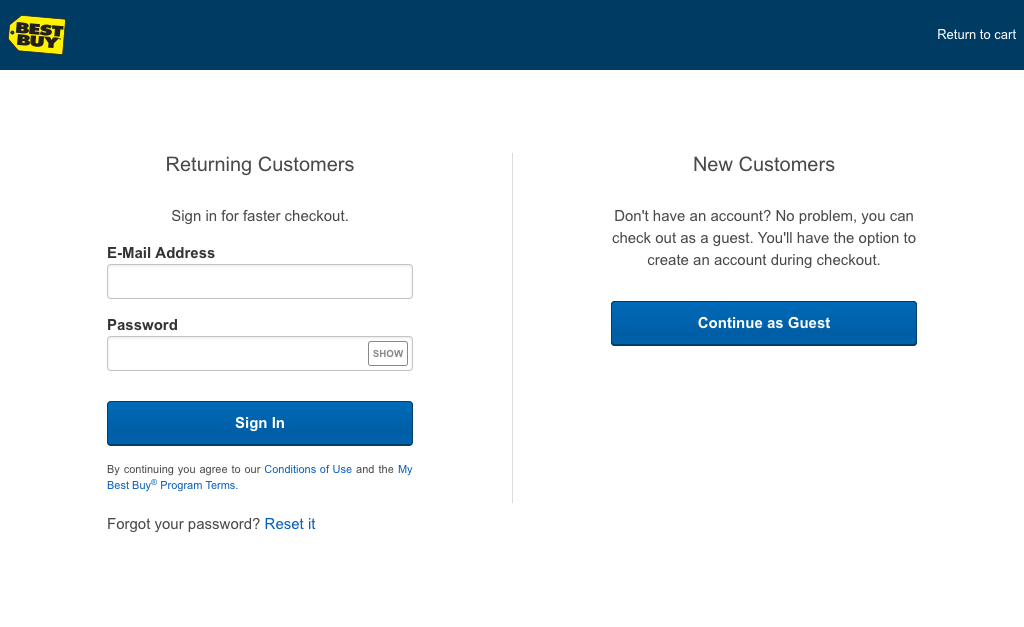 BEST
BUY
Return to cart
Returning Customers
Sign in for faster checkout.
E-Mail Address
Password
SHOW
Sign In
By continuing you agree to our Conditions of Use and the My
Best Buy® Program Terms.
Forgot your password? Reset it
New Customers
Don't have an account? No problem, you can
check out as a guest. You'll have the option to
create an account during checkout.
Continue as Guest